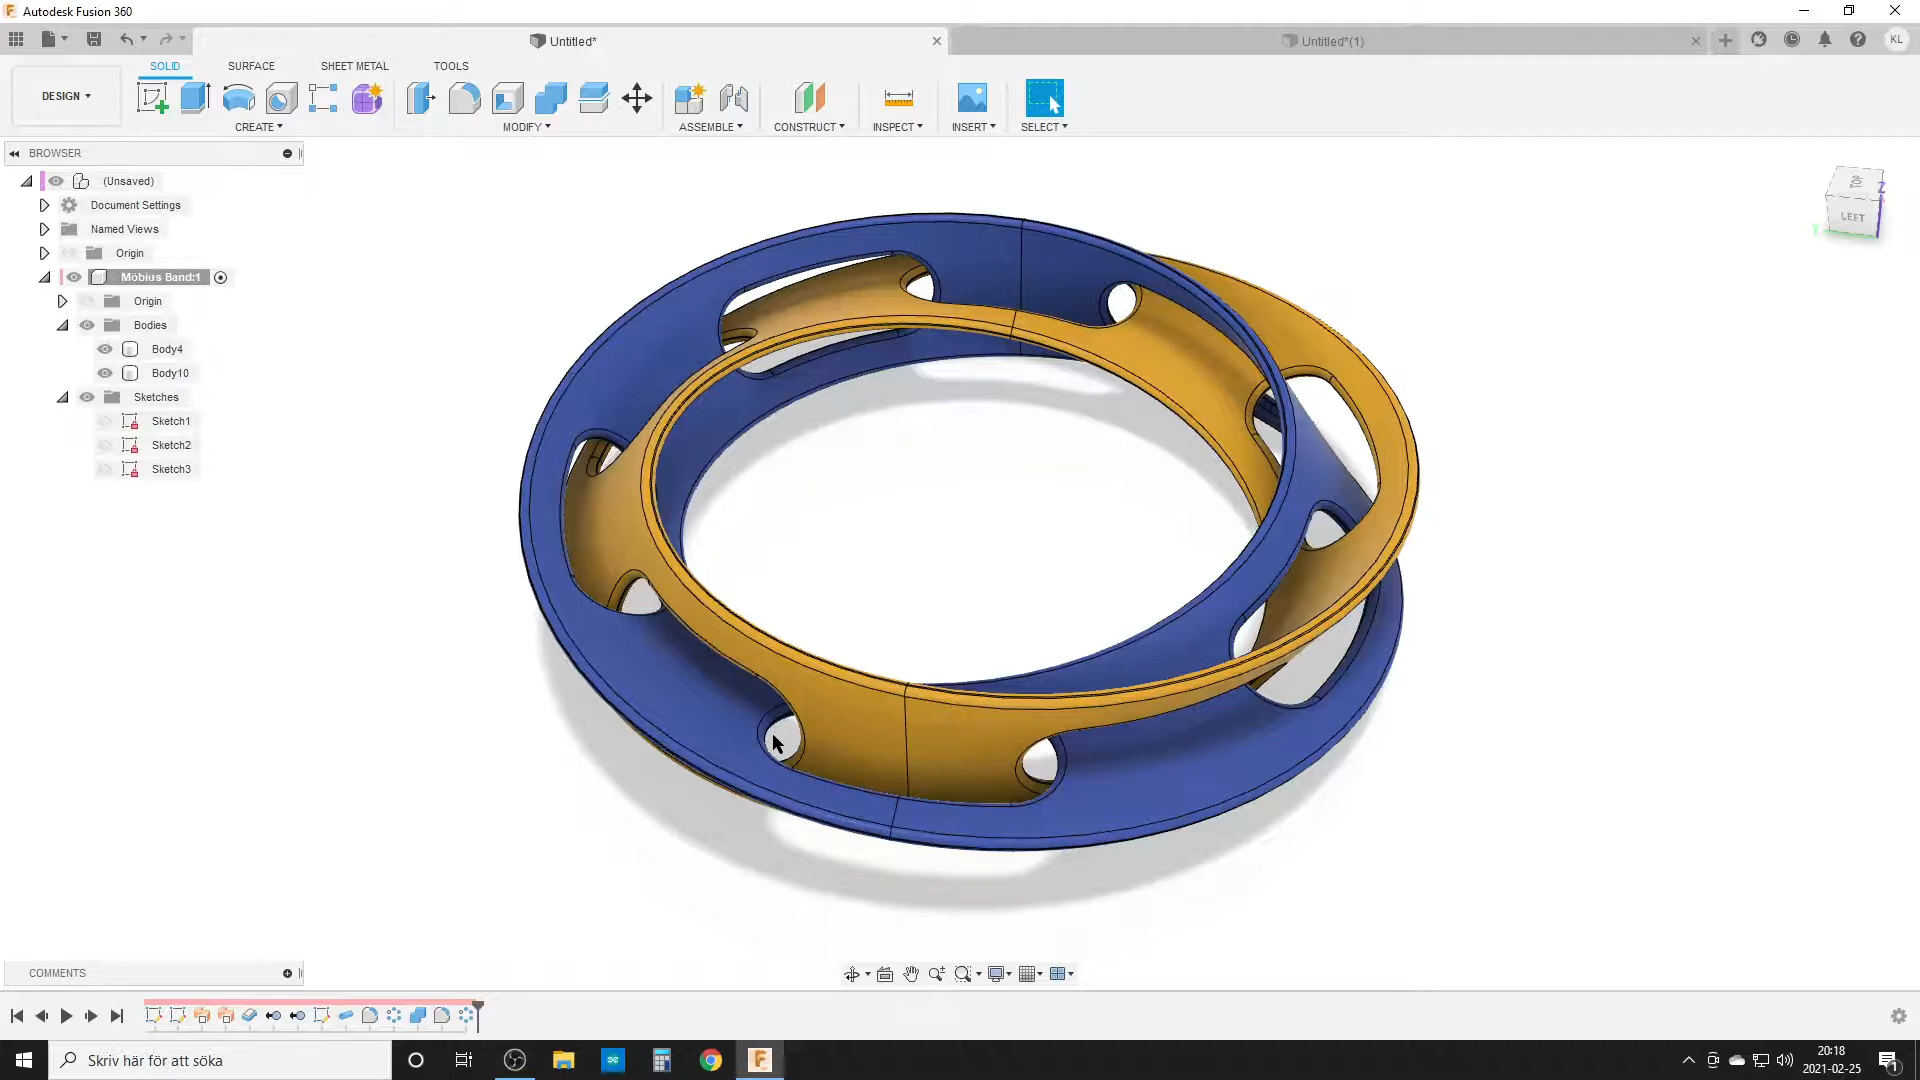 Autodesk Fusion 360
Untitled*
Untitled*(1)
KL
SOLID
SURFACE
SHEET METAL
TOOLS
DESIGN
CREATE
MODIFY
ASSEMBLE
CONSTRUCT
INSPECT
INSERT
SELECT
BROWSER
(Unsaved)
Document Settings
Named Views
Origin
Möbius Band:1
Origin
Bodies
Body4
Body10
Sketches
Sketch1
Sketch2
Sketch3
TOP
LEFT
Z
Y
COMMENTS
Skriv här för att söka
20:18
2021-02-25
1